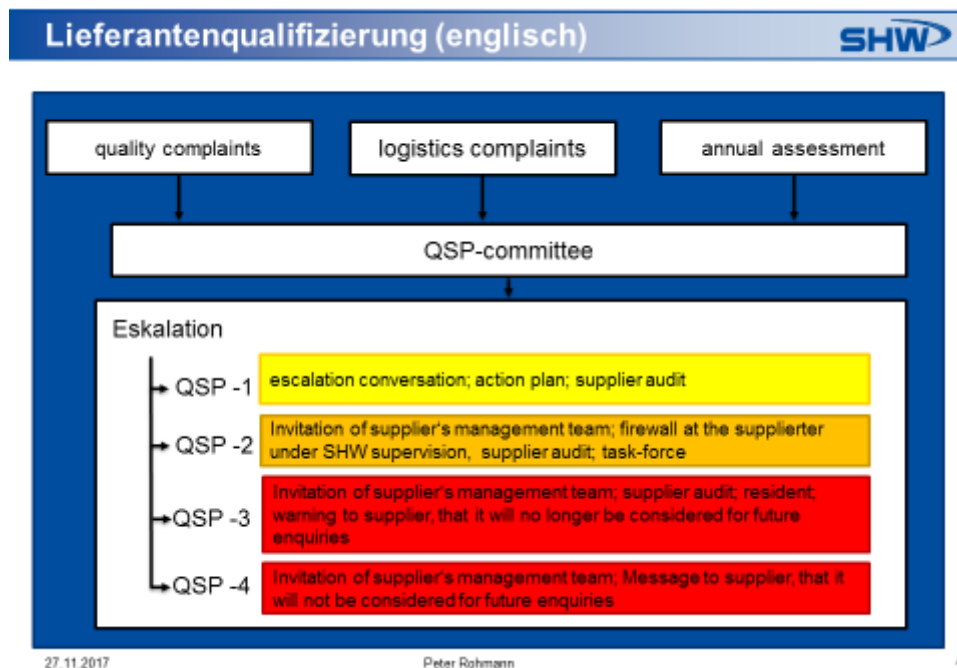 Lieferantenqualifizierung (englisch)
SHW
quality complaints
logistics complaints
annual assessment
QSP-committee
Eskalation
QSP -1
escalation conversation; action plan; supplier audit
QSP -2
Invitation of supplier's management team; firewall at the supplierter
under SHW supervision, supplier audit; task-force
QSP -3
Invitation of supplier's management team; supplier audit; resident;
warning to supplier, that it will no longer be considered for future
enquiries
QSP -4
Invitation of supplier's management team; Message to supplier, that it
will not be considered for future enquiries
27.11.2017
Peter Rohmann